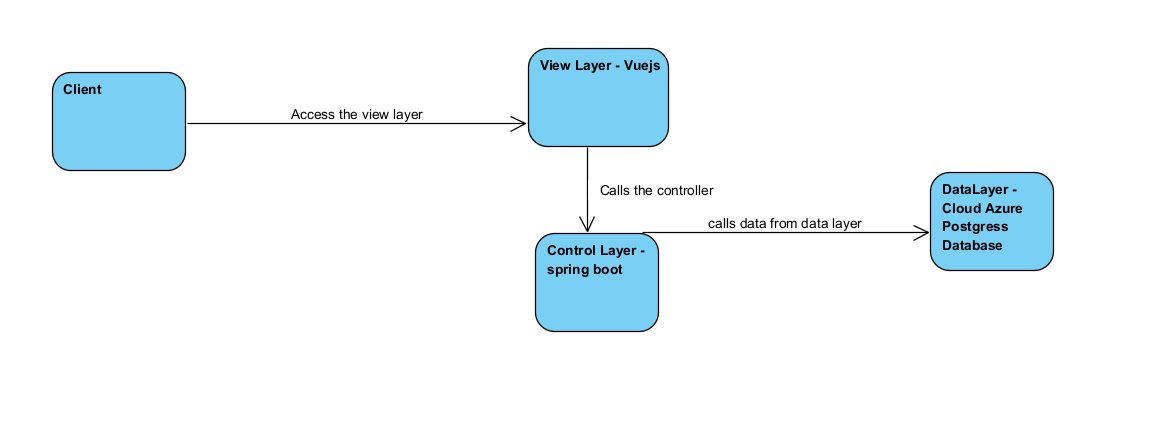 Client
Access the view layer
View Layer - Vuejs
Calls the controller
Control Layer -
spring boot
calls data from data layer
DataLayer -
Cloud Azure
Postgress
Database